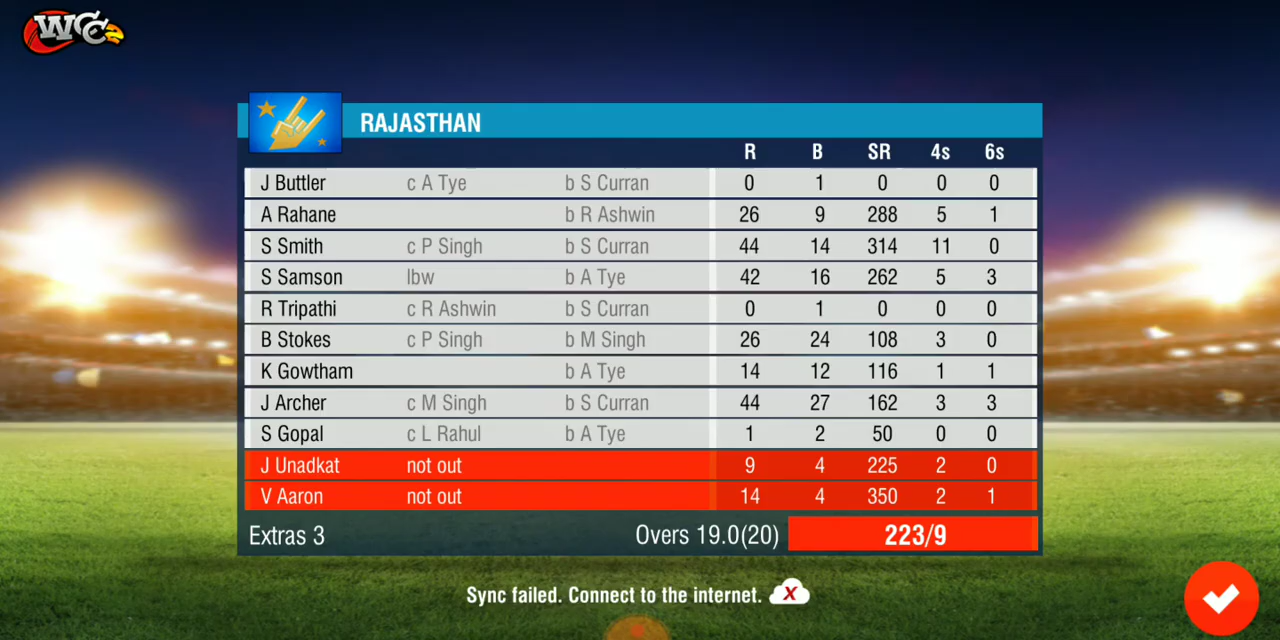 WCC
RAJASTHAN
R B SR 4s 6s
J Buttler c A Tye b S Curran 0 1 0 0 0
A Rahane b R Ashwin 26 9 288 5 1
S Smith c P Singh b S Curran 44 14 314 11 0
S Samson lbw b A Tye 42 16 262 5 3
R Tripathi c R Ashwin b S Curran 0 1 0 0 0
B Stokes c P Singh b M Singh 26 24 108 3 0
K Gowtham b A Tye 14 12 116 1 1
J Archer c M Singh b S Curran 44 27 162 3 3
S Gopal c L Rahul b A Tye 1 2 50 0 0
J Unadkat not out 9 4 225 2 0
V Aaron not out 14 4 350 2 1
Extras 3 Overs 19.0(20) 223/9
Sync failed. Connect to the internet. X